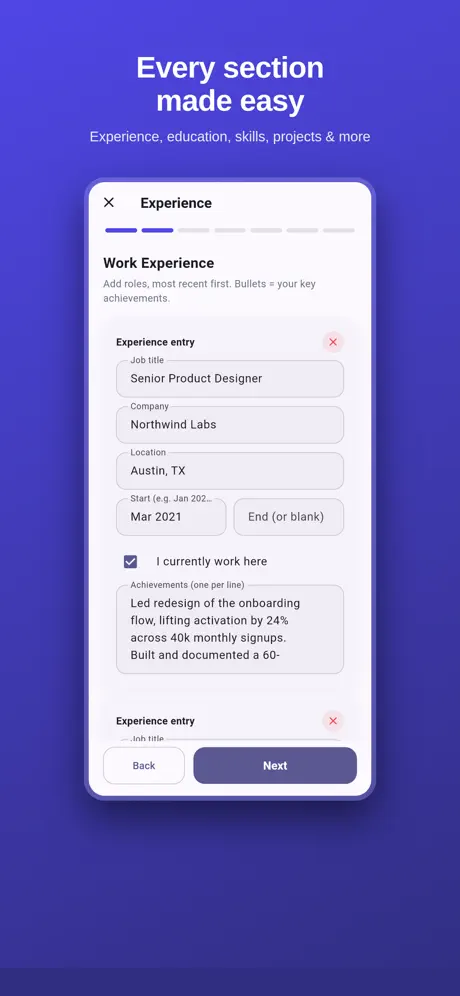 Every section
made easy
Experience, education, skills, projects & more
Experience
Work Experience
Add roles, most recent first. Bullets = your key
achievements.
Experience entry
Job title
Senior Product Designer
Company
Northwind Labs
Location
Austin, TX
Start (e.g. Jan 202…
Mar 2021
End (or blank)
I currently work here
Achievements (one per line)
Led redesign of the onboarding
flow, lifting activation by 24%
across 40k monthly signups.
Built and documented a 60-
Experience entry
Job title
Back
Next